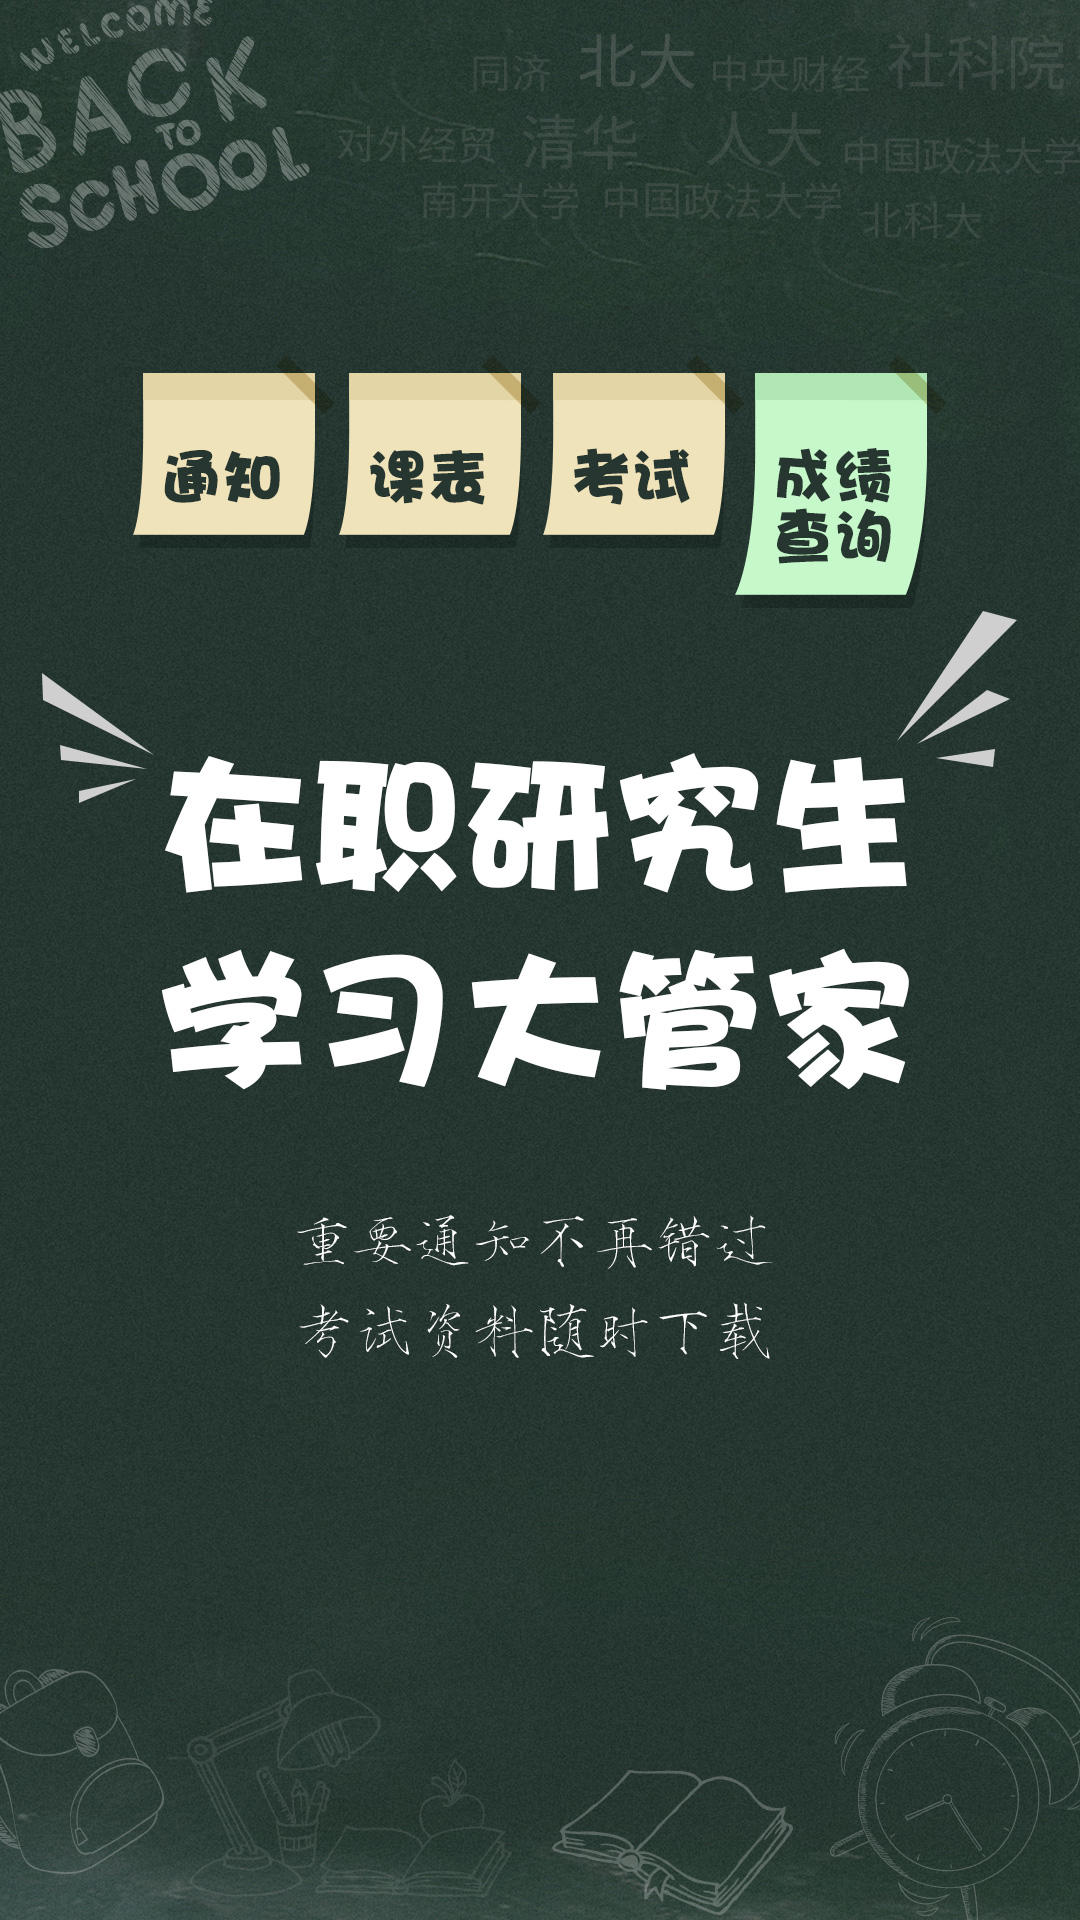 WELCOME
BACK
TO
SCHOOL
同济 北大 中央财经 社科院
对外经贸 清华 人大 中国政法大学
南开大学 中国政法大学 北科大
通知
课表
考试
成绩
查询
在职研究生
学习大管家
重要通知不再错过
考试资料随时下载